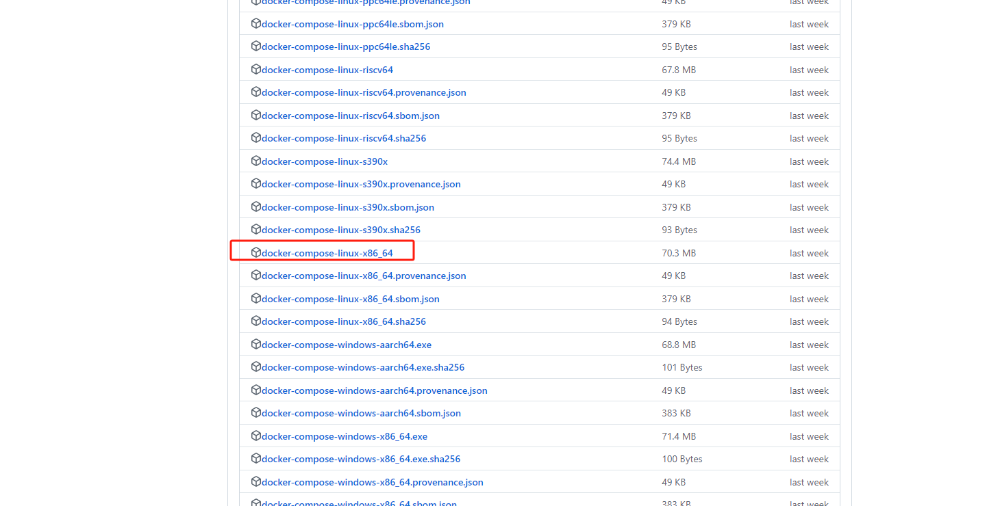 docker-compose-linux-ppc64le.provenance.json 49 KB last week
docker-compose-linux-ppc64le.sbom.json 379 KB last week
docker-compose-linux-ppc64le.sha256 95 Bytes last week
docker-compose-linux-riscv64 67.8 MB last week
docker-compose-linux-riscv64.provenance.json 49 KB last week
docker-compose-linux-riscv64.sbom.json 379 KB last week
docker-compose-linux-riscv64.sha256 95 Bytes last week
docker-compose-linux-s390x 74.4 MB last week
docker-compose-linux-s390x.provenance.json 49 KB last week
docker-compose-linux-s390x.sbom.json 379 KB last week
docker-compose-linux-s390x.sha256 93 Bytes last week
docker-compose-linux-x86_64 70.3 MB last week
docker-compose-linux-x86_64.provenance.json 49 KB last week
docker-compose-linux-x86_64.sbom.json 379 KB last week
docker-compose-linux-x86_64.sha256 94 Bytes last week
docker-compose-windows-aarch64.exe 68.8 MB last week
docker-compose-windows-aarch64.exe.sha256 101 Bytes last week
docker-compose-windows-aarch64.provenance.json 49 KB last week
docker-compose-windows-aarch64.sbom.json 383 KB last week
docker-compose-windows-x86_64.exe 71.4 MB last week
docker-compose-windows-x86_64.exe.sha256 100 Bytes last week
docker-compose-windows-x86_64.provenance.json 49 KB last week
docker-compose-windows-x86_64.sbom.json 383 KB last week